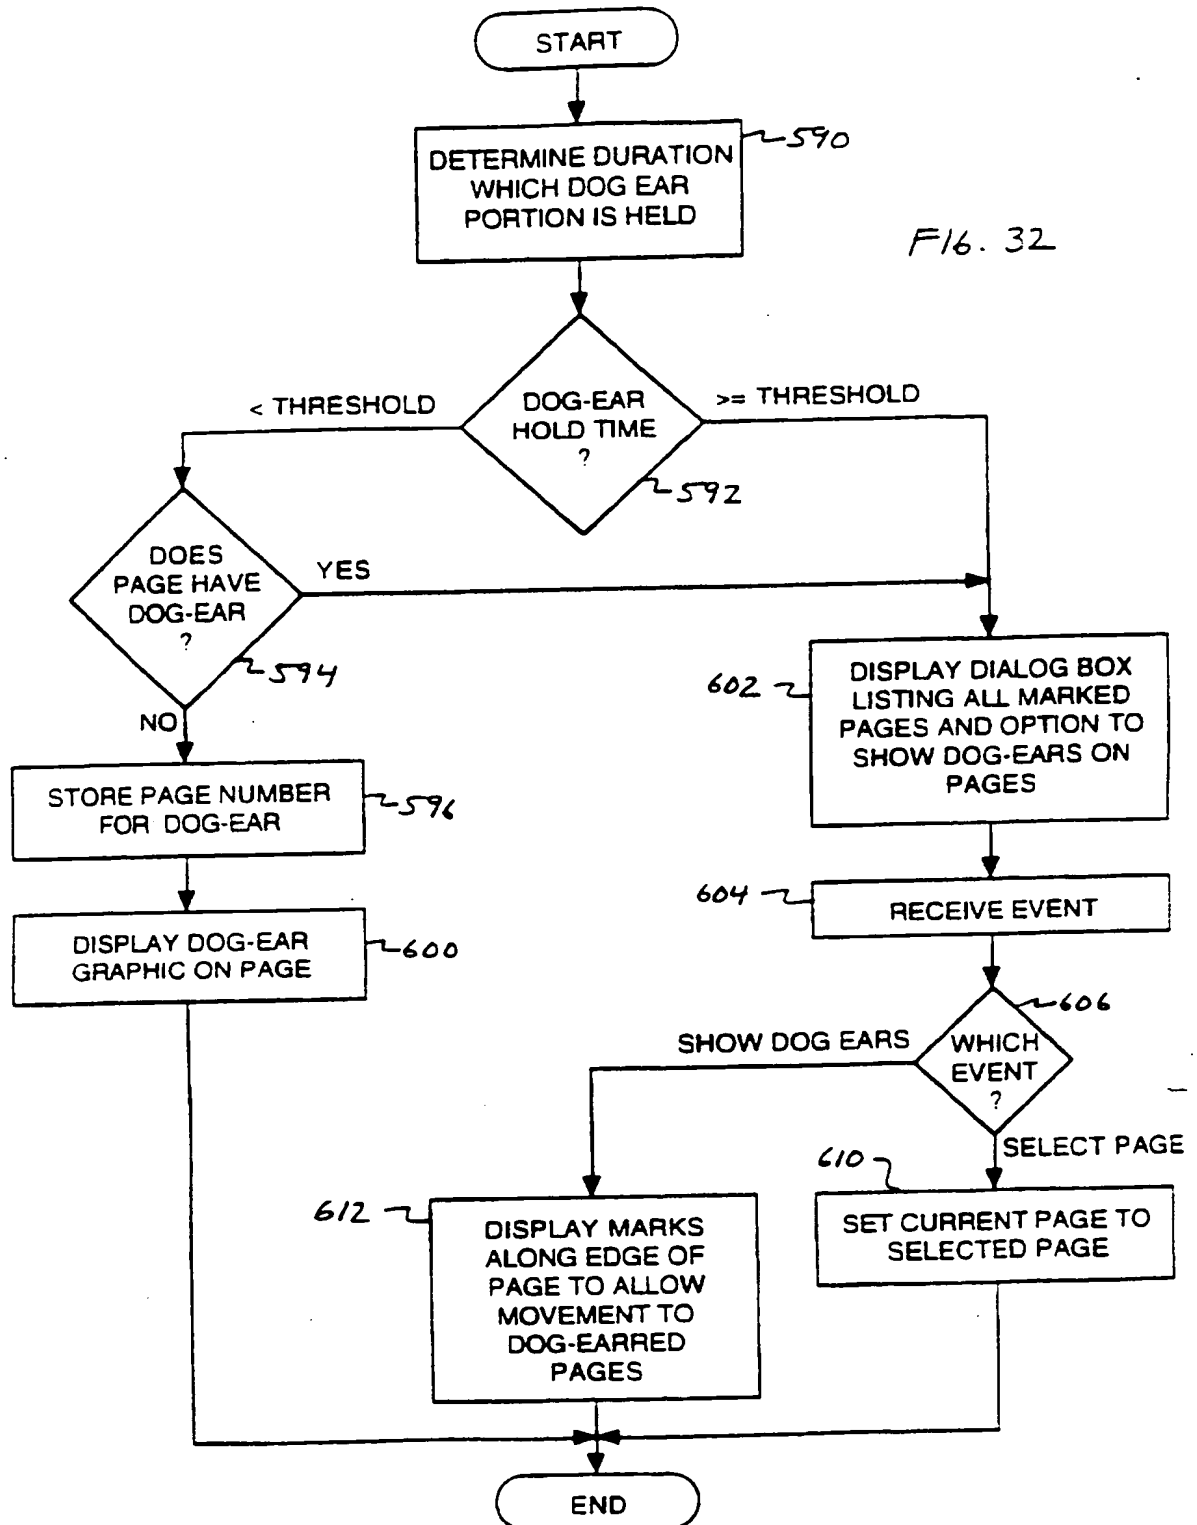 START
DETERMINE DURATION
WHICH DOG EAR
PORTION IS HELD
590
FIG. 32
< THRESHOLD
DOG-EAR
HOLD TIME
?
>= THRESHOLD
592
DOES
PAGE HAVE
DOG-EAR
?
YES
594
NO
602
DISPLAY DIALOG BOX
LISTING ALL MARKED
PAGES AND OPTION TO
SHOW DOG-EARS ON
PAGES
STORE PAGE NUMBER
FOR DOG-EAR
596
604
RECEIVE EVENT
DISPLAY DOG-EAR
GRAPHIC ON PAGE
600
606
SHOW DOG EARS
WHICH
EVENT
?
SELECT PAGE
610
SET CURRENT PAGE TO
SELECTED PAGE
612
DISPLAY MARKS
ALONG EDGE OF
PAGE TO ALLOW
MOVEMENT TO
DOG-EARRED
PAGES
END